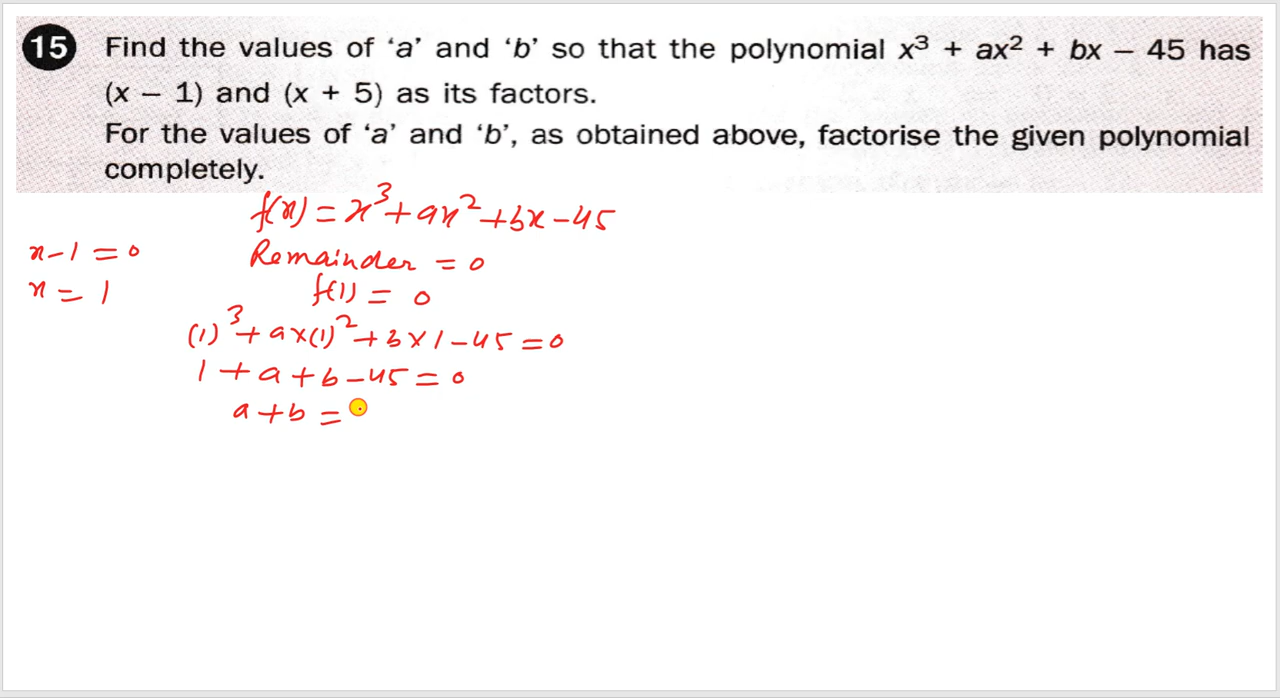 15 Find the values of ‘a’ and ‘b’ so that the polynomial x³ + ax² + bx – 45 has
(x – 1) and (x + 5) as its factors.
For the values of ‘a’ and ‘b’, as obtained above, factorise the given polynomial
completely.
f(x) = x³ + ax² + bx - 45
x - 1 = 0
Remainder = 0
x = 1
f(1) = 0
(1)³ + a × (1)² + b × 1 - 45 = 0
1 + a + b - 45 = 0
a + b =